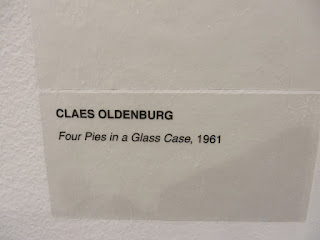 CLAES OLDENBURG
Four Pies in a Glass Case, 1961